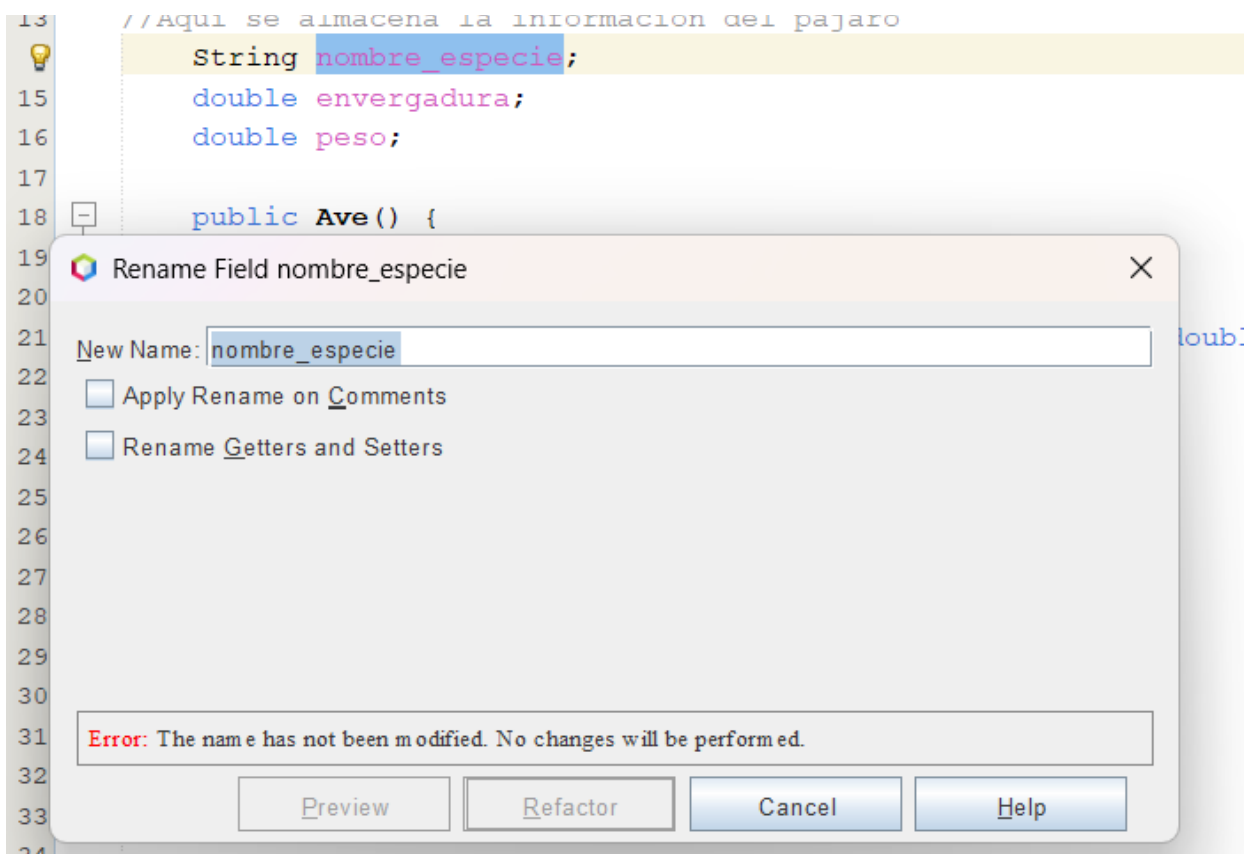 13 //Aqui se almacena la informacion del pajaro
String nombre_especie;
15 double envergadura;
16 double peso;
17
18 public Ave() {
19
Rename Field nombre_especie
20
21 New Name: nombre_especie
22
Apply Rename on Comments
23
24 Rename Getters and Setters
25
26
27
28
29
30
31 Error: The name has not been modified. No changes will be performed.
32
33 Preview Refactor Cancel Help